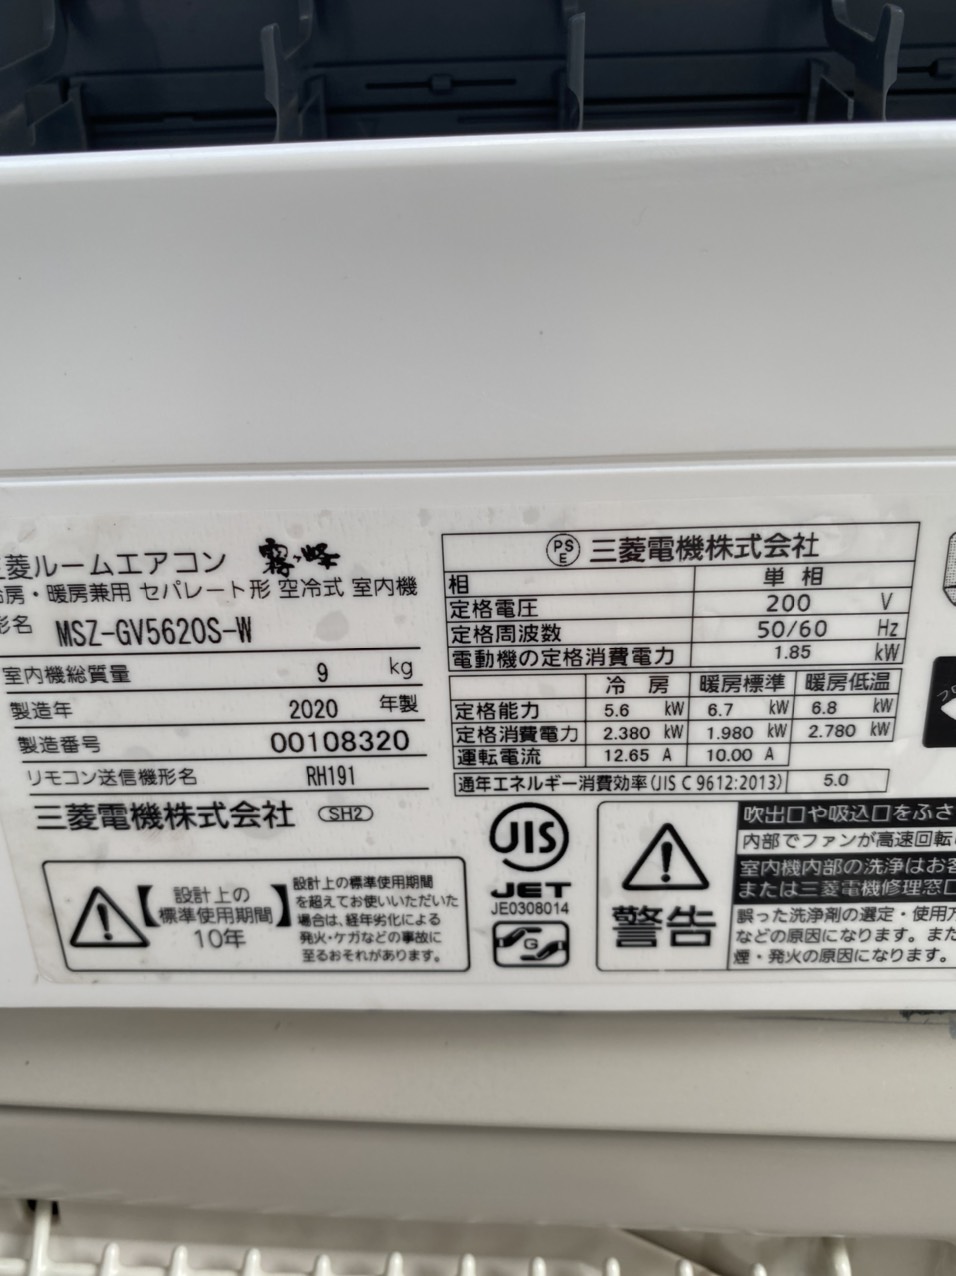 菱ルームエアコン 霧ヶ峰
房・暖房兼用 セパレート形 空冷式 室内機
形名 MSZ-GV5620S-W
室内機総質量 9 kg
製造年 2020 年製
製造番号 00108320
リモコン送信機形名 RH191
三菱電機株式会社 SH2
設計上の
【標準使用期間】
10年
設計上の標準使用期間
を超えてお使いいただいた
場合は、経年劣化による
発火・ケガなどの事故に
至るおそれがあります。
PS E 三菱電機株式会社
相 単相
定格電圧 200 V
定格周波数 50/60 Hz
電動機の定格消費電力 1.85 kW
冷房 暖房標準 暖房低温
定格能力 5.6 kW 6.7 kW 6.8 kW
定格消費電力 2.380 kW 1.980 kW 2.780 kW
運転電流 12.65 A 10.00 A
通年エネルギー消費効率(JIS C 9612:2013) 5.0
JIS
JET
JE0308014
G
警告
吹出口や吸込口をふさ
内部でファンが高速回転
室内機内部の洗浄はお客
または三菱電機修理窓口
誤った洗浄剤の選定・使用方
などの原因になります。また
煙・発火の原因になります。